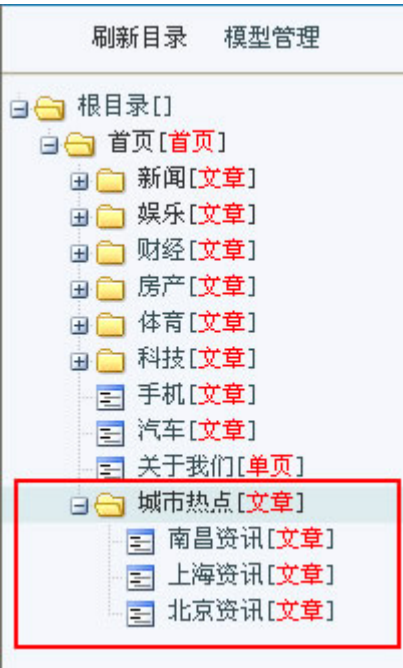 刷新目录 模型管理
根目录[]
首页[首页]
新闻[文章]
娱乐[文章]
财经[文章]
房产[文章]
体育[文章]
科技[文章]
手机[文章]
汽车[文章]
关于我们[单页]
城市热点[文章]
南昌资讯[文章]
上海资讯[文章]
北京资讯[文章]